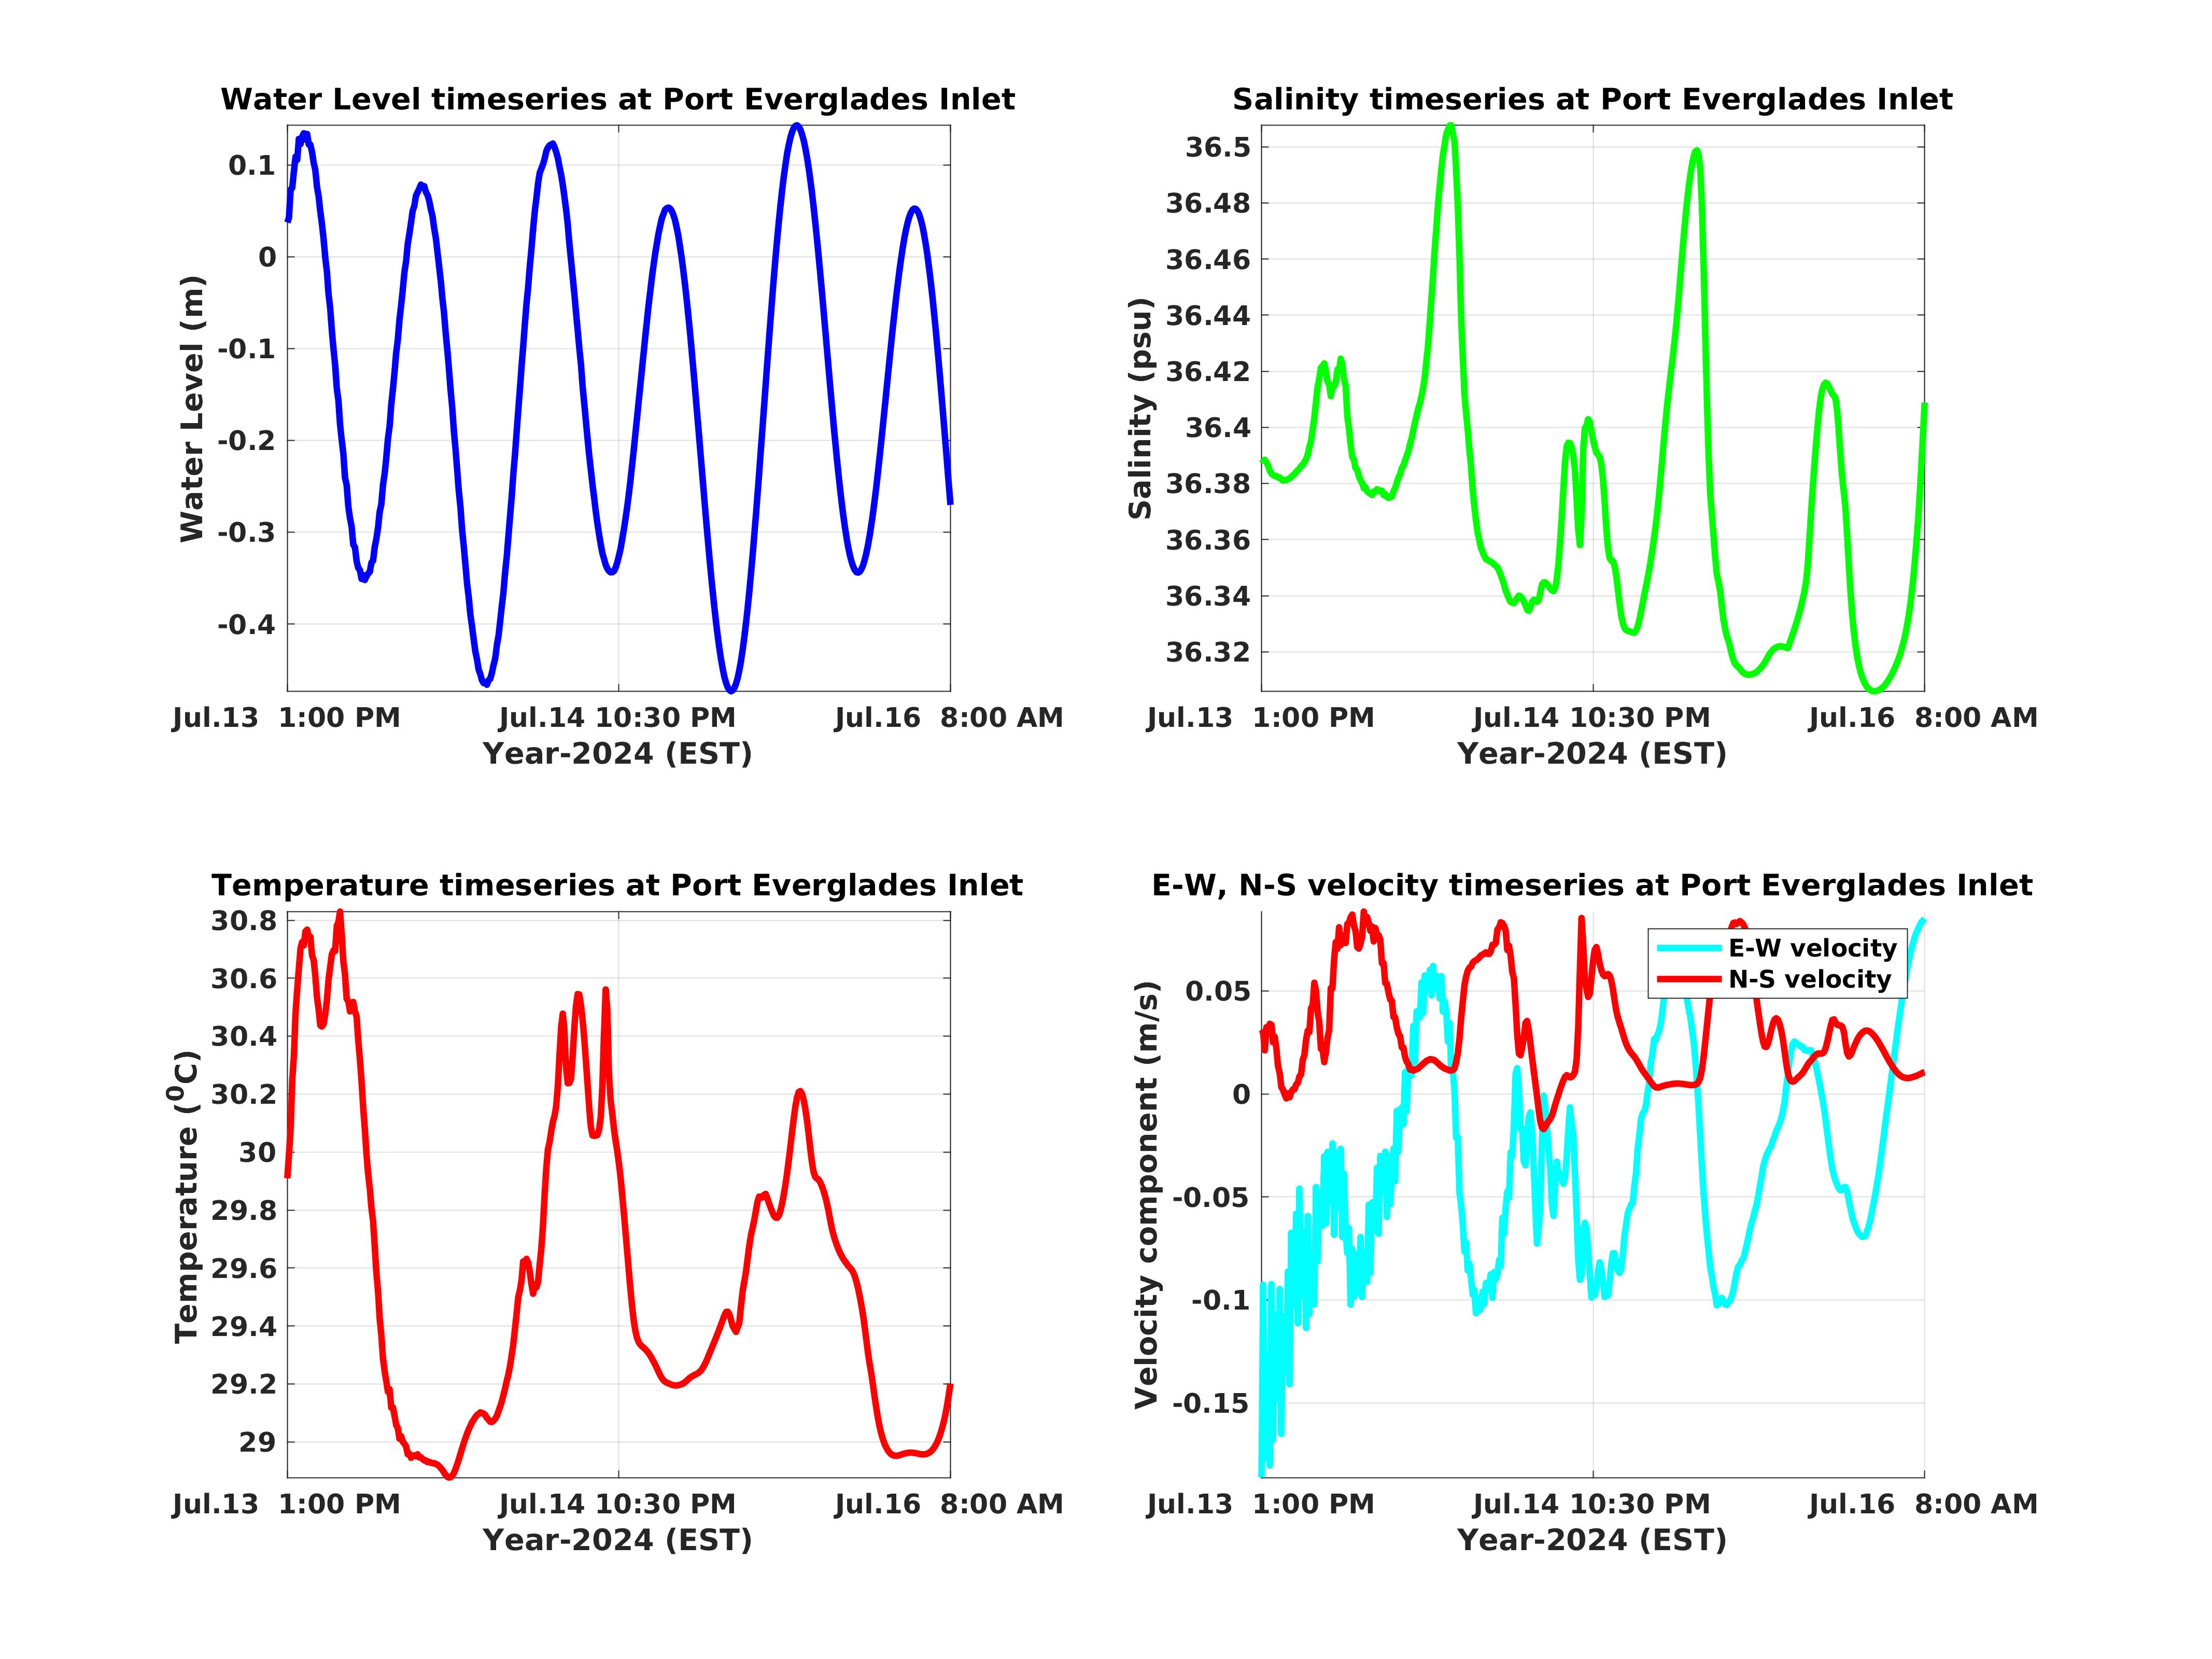 Water Level timeseries at Port Everglades Inlet
0.1
0
-0.1
-0.2
-0.3
-0.4
Water Level (m)
Jul.13 1:00 PM
Jul.14 10:30 PM
Jul.16 8:00 AM
Year-2024 (EST)
Salinity timeseries at Port Everglades Inlet
36.5
36.48
36.46
36.44
36.42
36.4
36.38
36.36
36.34
36.32
Salinity (psu)
Jul.13 1:00 PM
Jul.14 10:30 PM
Jul.16 8:00 AM
Year-2024 (EST)
Temperature timeseries at Port Everglades Inlet
30.8
30.6
30.4
30.2
30
29.8
29.6
29.4
29.2
29
Temperature (⁰C)
Jul.13 1:00 PM
Jul.14 10:30 PM
Jul.16 8:00 AM
Year-2024 (EST)
E-W, N-S velocity timeseries at Port Everglades Inlet
E-W velocity
N-S velocity
0.05
0
-0.05
-0.1
-0.15
Velocity component (m/s)
Jul.13 1:00 PM
Jul.14 10:30 PM
Jul.16 8:00 AM
Year-2024 (EST)